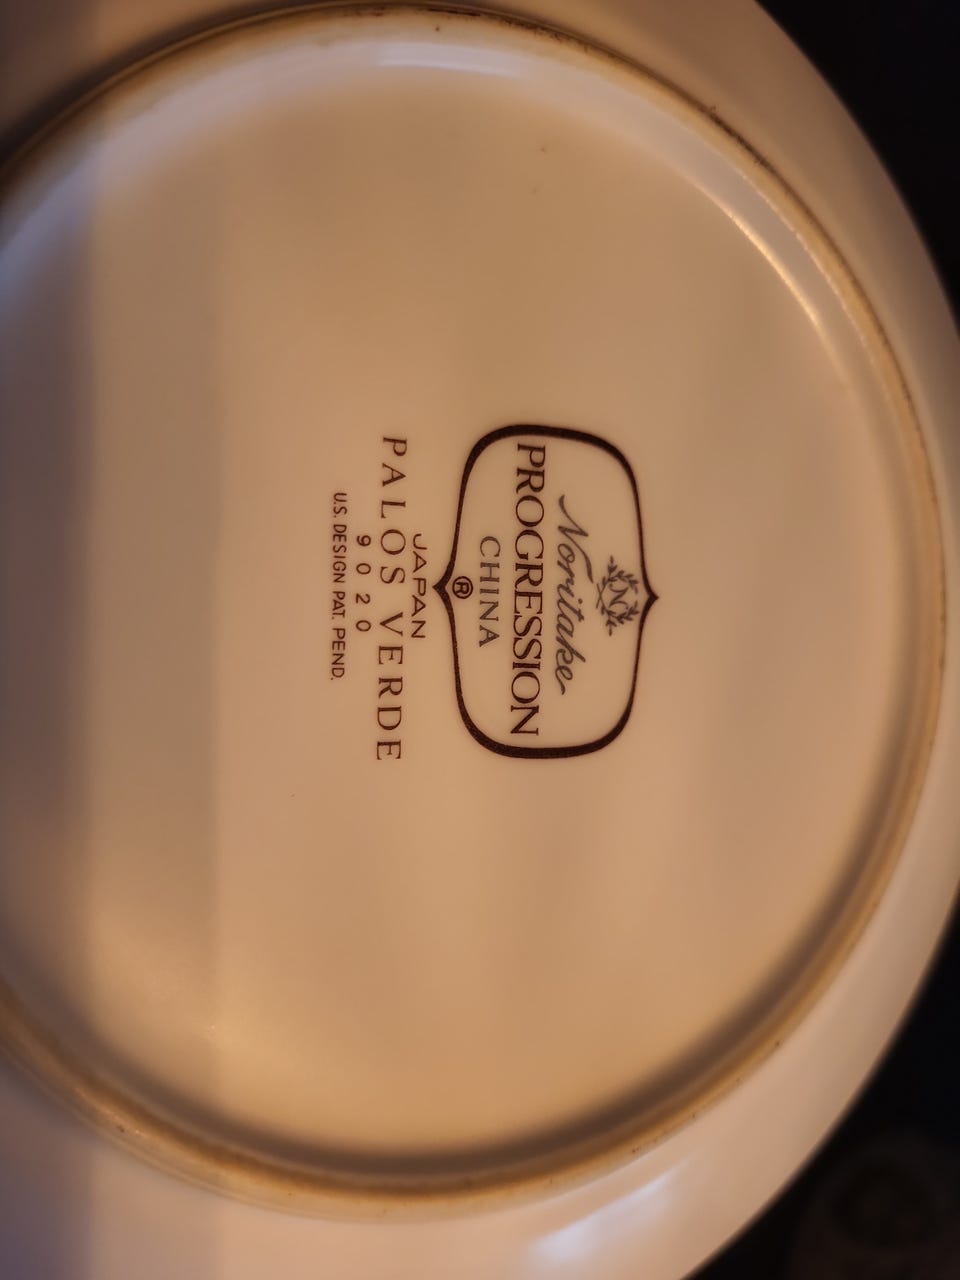 N
Noritake
PROGRESSION
CHINA
®
JAPAN
PALOS VERDE
9020
U.S. DESIGN PAT. PEND.